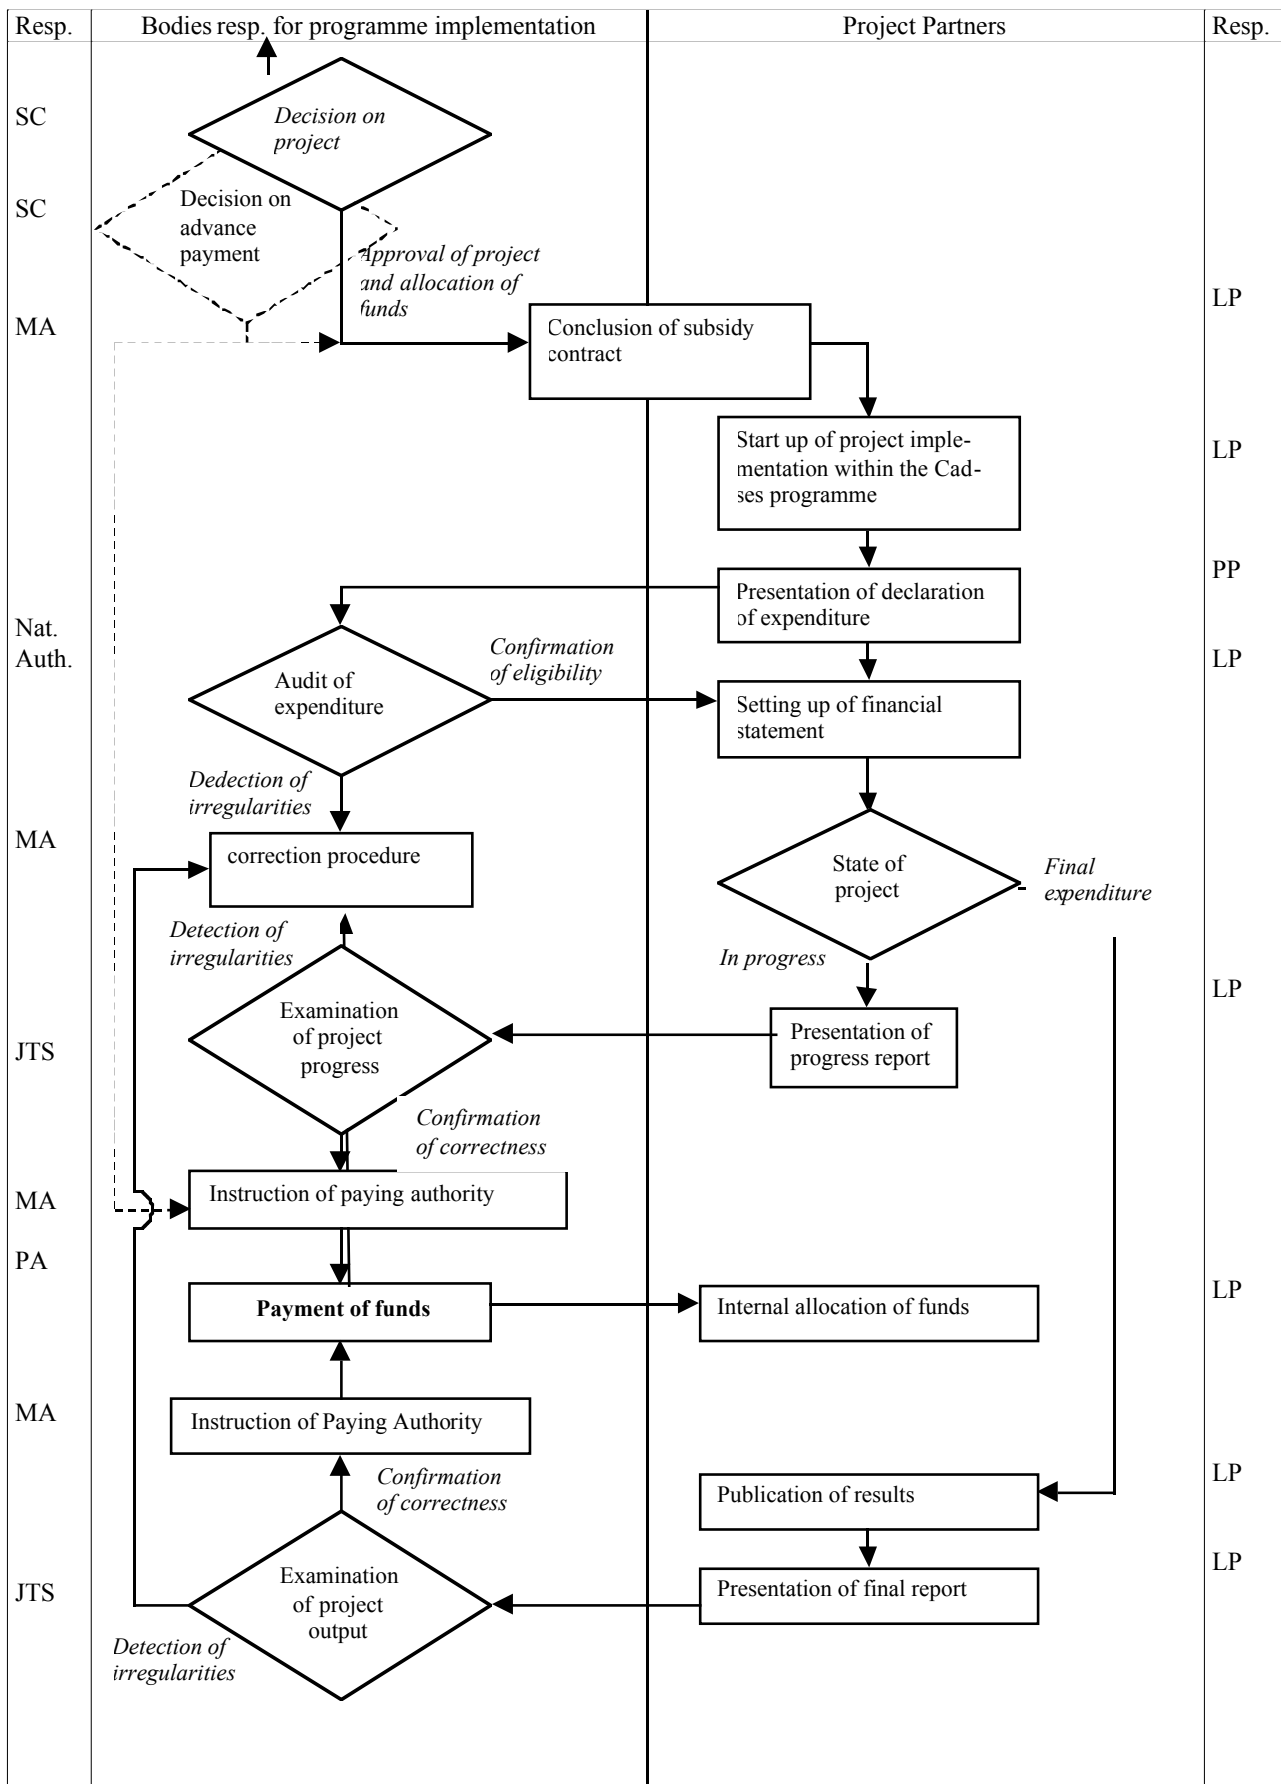 Resp.
Bodies resp. for programme implementation
Project Partners
Resp.
SC
Decision on
project
SC
Decision on
advance
payment
Approval of project
and allocation of
funds
LP
MA
Conclusion of subsidy
contract
Start up of project imple-
mentation within the Cad-
ses programme
LP
PP
Presentation of declaration
of expenditure
Nat.
Auth.
Confirmation
of eligibility
LP
Audit of
expenditure
Setting up of financial
statement
Dedection of
irregularities
MA
correction procedure
State of
project
Final
expenditure
Detection of
irregularities
In progress
LP
Examination
of project
progress
Presentation of
progress report
JTS
Confirmation
of correctness
MA
Instruction of paying authority
PA
Payment of funds
Internal allocation of funds
LP
MA
Instruction of Paying Authority
Confirmation
of correctness
Publication of results
LP
LP
JTS
Examination
of project
output
Presentation of final report
Detection of
irregularities